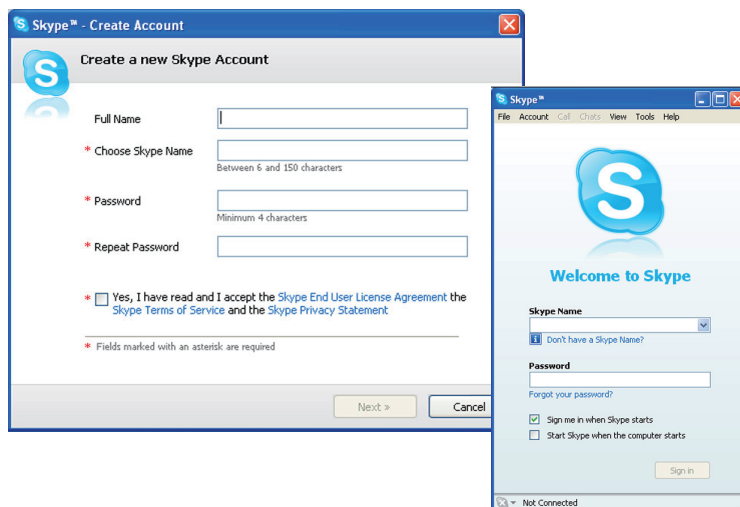 Skype™ - Create Account
Create a new Skype Account
Full Name
* Choose Skype Name
Between 6 and 150 characters
* Password
Minimum 4 characters
* Repeat Password
* Yes, I have read and I accept the Skype End User License Agreement the
Skype Terms of Service and the Skype Privacy Statement
* Fields marked with an asterisk are required
Next »
Cancel
Skype™
File Account Call Chats View Tools Help
Welcome to Skype
Skype Name
Don't have a Skype Name?
Password
Forgot your password?
Sign me in when Skype starts
Start Skype when the computer starts
Sign in
Not Connected